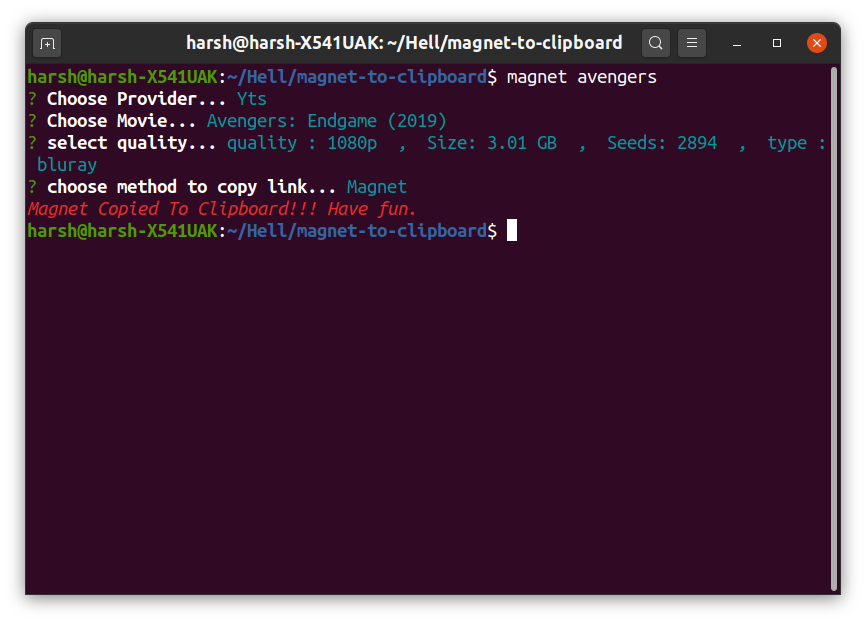 harsh@harsh-X541UAK: ~/Hell/magnet-to-clipboard
harsh@harsh-X541UAK:~/Hell/magnet-to-clipboard$ magnet avengers
? Choose Provider... Yts
? Choose Movie... Avengers: Endgame (2019)
? select quality... quality : 1080p  ,  Size: 3.01 GB  ,  Seeds: 2894  ,  type :
 bluray
? choose method to copy link... Magnet
Magnet Copied To Clipboard!!! Have fun.
harsh@harsh-X541UAK:~/Hell/magnet-to-clipboard$